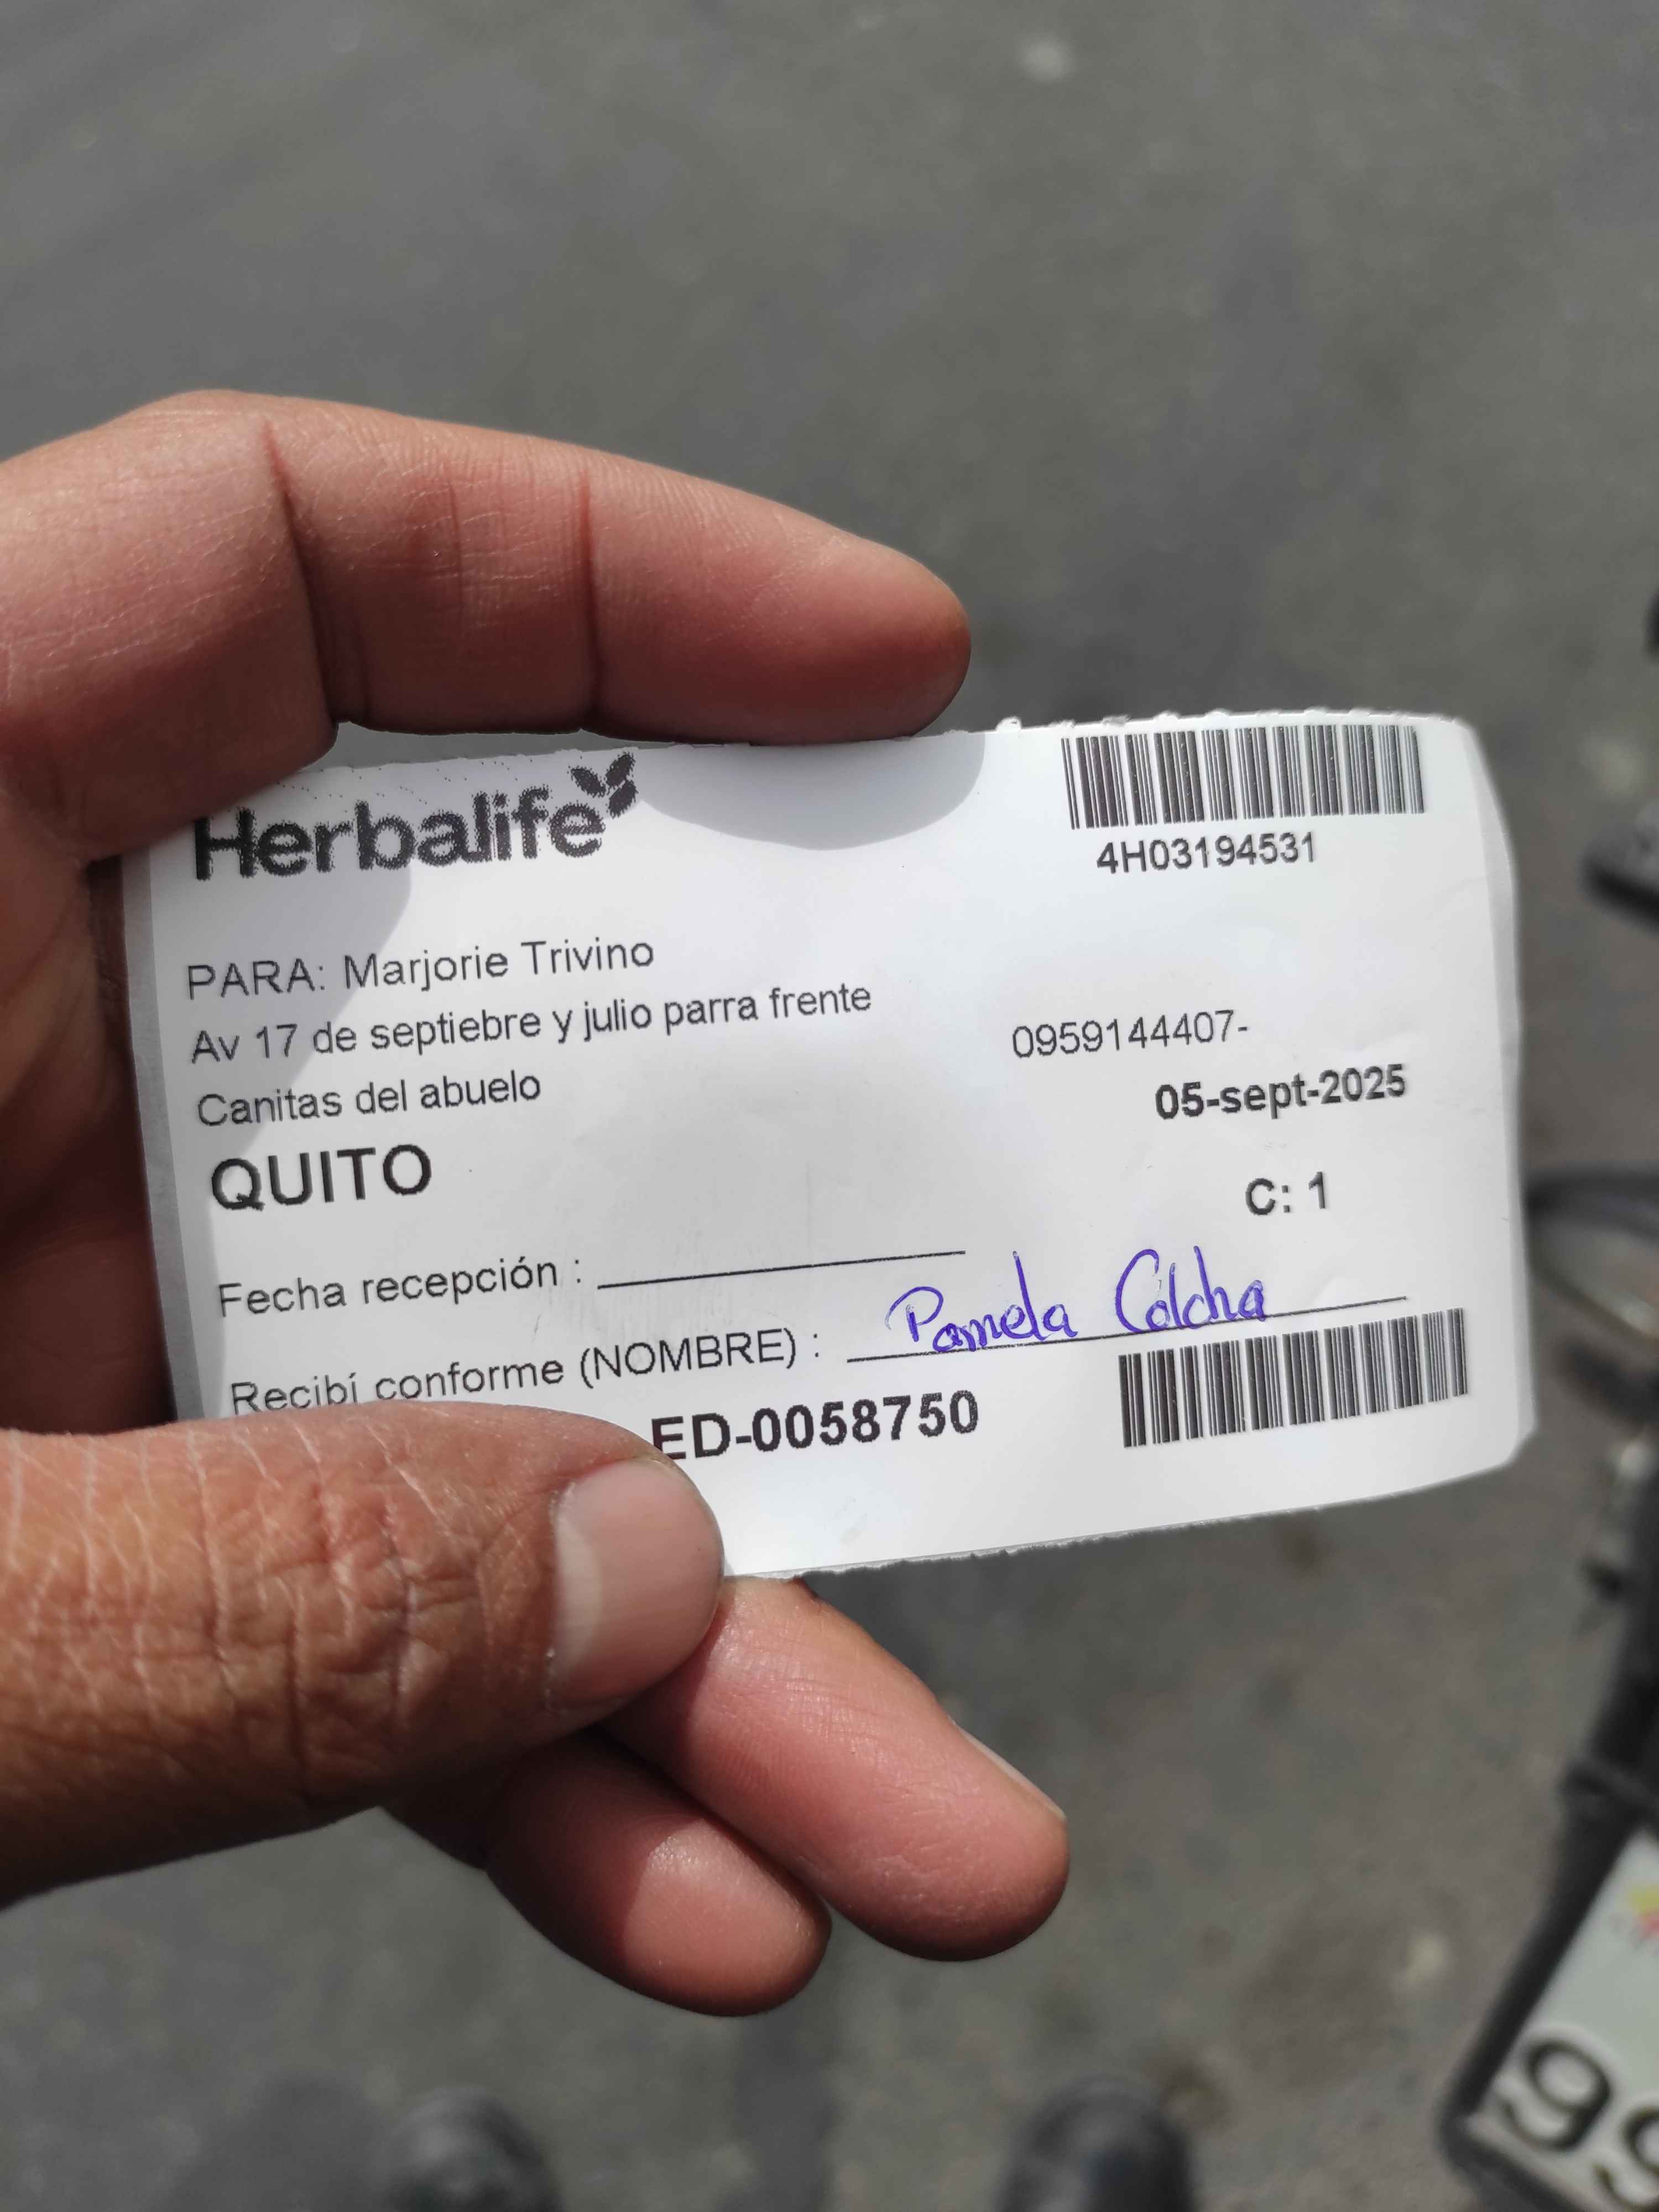 Herbalife
4H03194531
PARA: Marjorie Trivino
Av 17 de septiebre y julio parra frente
Canitas del abuelo
0959144407-
05-sept-2025
QUITO
C: 1
Fecha recepción :
Recibí conforme (NOMBRE) : Pamela Colcha
ED-0058750
99